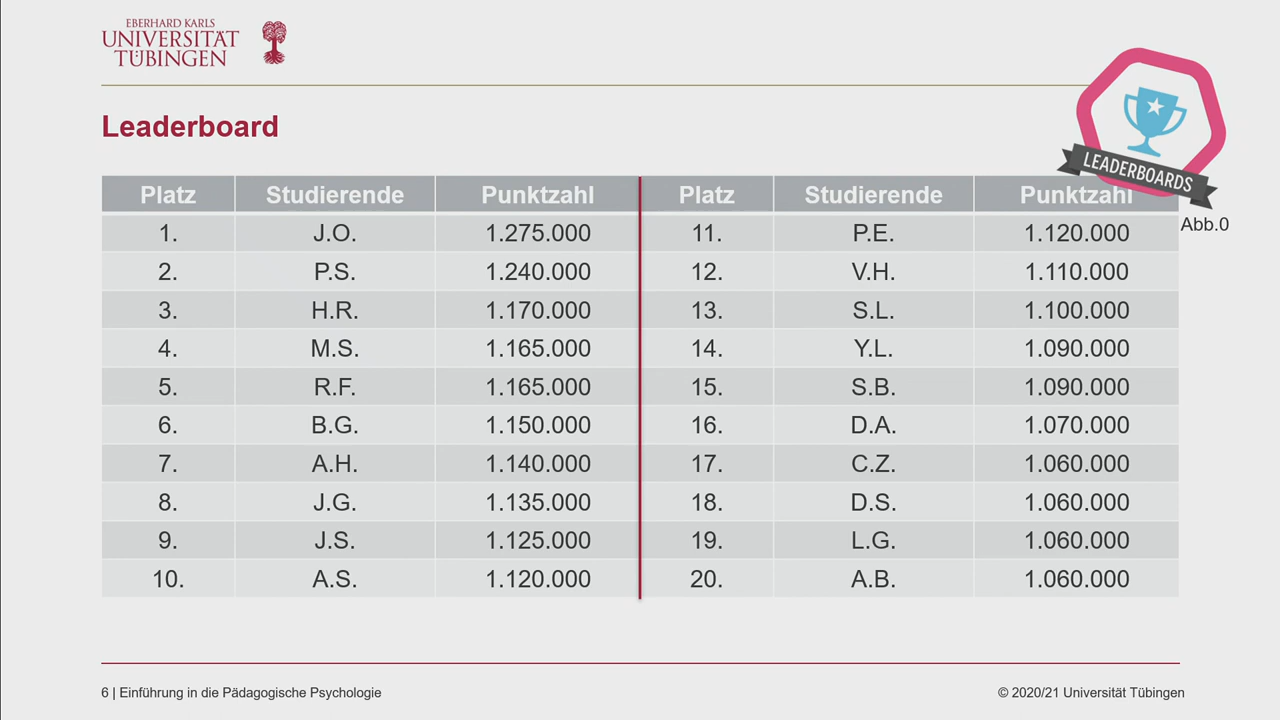 EBERHARD KARLS
UNIVERSITÄT
TÜBINGEN
Leaderboard
LEADERBOARDS
Abb.0
Platz Studierende Punktzahl Platz Studierende Punktzahl
1. J.O. 1.275.000 11. P.E. 1.120.000
2. P.S. 1.240.000 12. V.H. 1.110.000
3. H.R. 1.170.000 13. S.L. 1.100.000
4. M.S. 1.165.000 14. Y.L. 1.090.000
5. R.F. 1.165.000 15. S.B. 1.090.000
6. B.G. 1.150.000 16. D.A. 1.070.000
7. A.H. 1.140.000 17. C.Z. 1.060.000
8. J.G. 1.135.000 18. D.S. 1.060.000
9. J.S. 1.125.000 19. L.G. 1.060.000
10. A.S. 1.120.000 20. A.B. 1.060.000
6 | Einführung in die Pädagogische Psychologie © 2020/21 Universität Tübingen